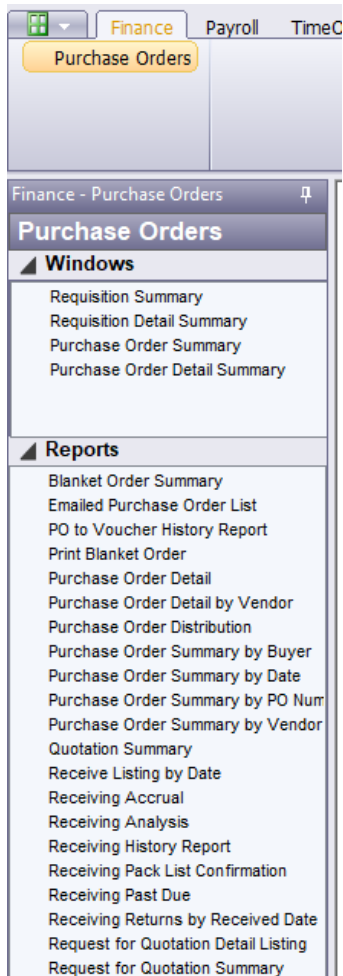 Finance Payroll TimeO
Purchase Orders
Finance - Purchase Orders
Purchase Orders
Windows
Requisition Summary
Requisition Detail Summary
Purchase Order Summary
Purchase Order Detail Summary
Reports
Blanket Order Summary
Emailed Purchase Order List
PO to Voucher History Report
Print Blanket Order
Purchase Order Detail
Purchase Order Detail by Vendor
Purchase Order Distribution
Purchase Order Summary by Buyer
Purchase Order Summary by Date
Purchase Order Summary by PO Num
Purchase Order Summary by Vendor
Quotation Summary
Receive Listing by Date
Receiving Accrual
Receiving Analysis
Receiving History Report
Receiving Pack List Confirmation
Receiving Past Due
Receiving Returns by Received Date
Request for Quotation Detail Listing
Request for Quotation Summary